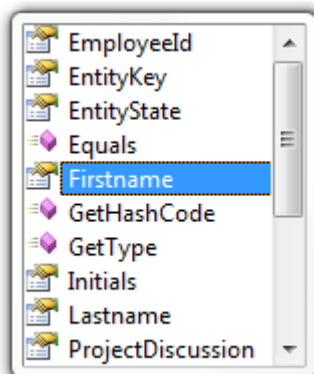 EmployeeId
EntityKey
EntityState
Equals
Firstname
GetHashCode
GetType
Initials
Lastname
ProjectDiscussion